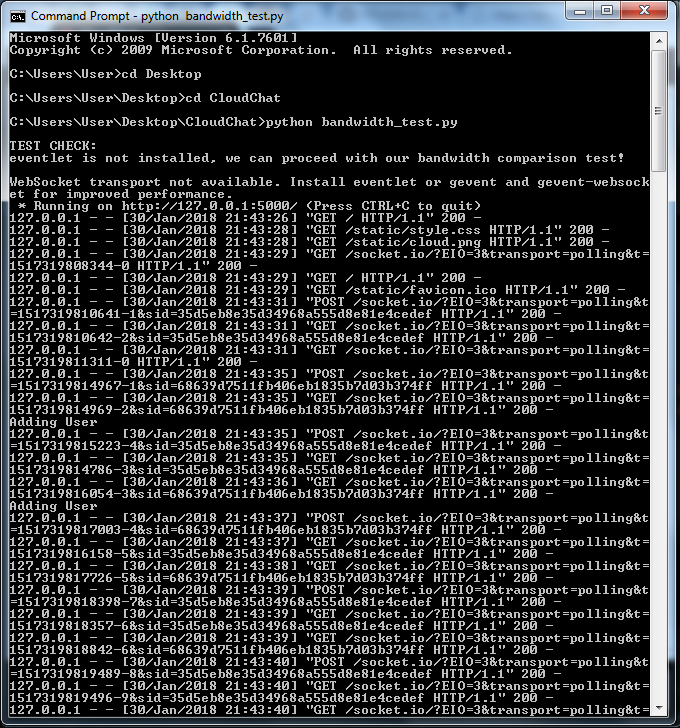 Command Prompt - python  bandwidth_test.py
Microsoft Windows [Version 6.1.7601]
Copyright (c) 2009 Microsoft Corporation.  All rights reserved.
C:\Users\User>cd Desktop
C:\Users\User\Desktop>cd CloudChat
C:\Users\User\Desktop\CloudChat>python bandwidth_test.py
TEST CHECK:
eventlet is not installed, we can proceed with our bandwidth comparison test!
WebSocket transport not available. Install eventlet or gevent and gevent-websock
et for improved performance.
 * Running on http://127.0.0.1:5000/ (Press CTRL+C to quit)
127.0.0.1 - - [30/Jan/2018 21:43:26] "GET / HTTP/1.1" 200 -
127.0.0.1 - - [30/Jan/2018 21:43:28] "GET /static/style.css HTTP/1.1" 200 -
127.0.0.1 - - [30/Jan/2018 21:43:28] "GET /static/cloud.png HTTP/1.1" 200 -
127.0.0.1 - - [30/Jan/2018 21:43:29] "GET /socket.io/?EIO=3&transport=polling&t=
1517319808344-0 HTTP/1.1" 200 -
127.0.0.1 - - [30/Jan/2018 21:43:29] "GET / HTTP/1.1" 200 -
127.0.0.1 - - [30/Jan/2018 21:43:29] "GET /static/favicon.ico HTTP/1.1" 200 -
127.0.0.1 - - [30/Jan/2018 21:43:31] "POST /socket.io/?EIO=3&transport=polling&t
=1517319810641-1&sid=35d5eb8e35d34968a555d8e81e4cedef HTTP/1.1" 200 -
127.0.0.1 - - [30/Jan/2018 21:43:31] "GET /socket.io/?EIO=3&transport=polling&t=
1517319810642-2&sid=35d5eb8e35d34968a555d8e81e4cedef HTTP/1.1" 200 -
127.0.0.1 - - [30/Jan/2018 21:43:31] "GET /socket.io/?EIO=3&transport=polling&t=
1517319811311-0 HTTP/1.1" 200 -
127.0.0.1 - - [30/Jan/2018 21:43:35] "POST /socket.io/?EIO=3&transport=polling&t
=1517319814967-1&sid=68639d7511fb406eb1835b7d03b374ff HTTP/1.1" 200 -
127.0.0.1 - - [30/Jan/2018 21:43:35] "GET /socket.io/?EIO=3&transport=polling&t=
1517319814969-2&sid=68639d7511fb406eb1835b7d03b374ff HTTP/1.1" 200 -
Adding User
127.0.0.1 - - [30/Jan/2018 21:43:35] "POST /socket.io/?EIO=3&transport=polling&t
=1517319815223-4&sid=35d5eb8e35d34968a555d8e81e4cedef HTTP/1.1" 200 -
127.0.0.1 - - [30/Jan/2018 21:43:35] "GET /socket.io/?EIO=3&transport=polling&t=
1517319814786-3&sid=35d5eb8e35d34968a555d8e81e4cedef HTTP/1.1" 200 -
127.0.0.1 - - [30/Jan/2018 21:43:36] "GET /socket.io/?EIO=3&transport=polling&t=
1517319816054-3&sid=68639d7511fb406eb1835b7d03b374ff HTTP/1.1" 200 -
Adding User
127.0.0.1 - - [30/Jan/2018 21:43:37] "POST /socket.io/?EIO=3&transport=polling&t
=1517319817003-4&sid=68639d7511fb406eb1835b7d03b374ff HTTP/1.1" 200 -
127.0.0.1 - - [30/Jan/2018 21:43:37] "GET /socket.io/?EIO=3&transport=polling&t=
1517319816158-5&sid=35d5eb8e35d34968a555d8e81e4cedef HTTP/1.1" 200 -
127.0.0.1 - - [30/Jan/2018 21:43:38] "GET /socket.io/?EIO=3&transport=polling&t=
1517319817726-5&sid=68639d7511fb406eb1835b7d03b374ff HTTP/1.1" 200 -
127.0.0.1 - - [30/Jan/2018 21:43:39] "POST /socket.io/?EIO=3&transport=polling&t
=1517319818398-7&sid=35d5eb8e35d34968a555d8e81e4cedef HTTP/1.1" 200 -
127.0.0.1 - - [30/Jan/2018 21:43:39] "GET /socket.io/?EIO=3&transport=polling&t=
1517319818357-6&sid=35d5eb8e35d34968a555d8e81e4cedef HTTP/1.1" 200 -
127.0.0.1 - - [30/Jan/2018 21:43:39] "GET /socket.io/?EIO=3&transport=polling&t=
1517319818842-6&sid=68639d7511fb406eb1835b7d03b374ff HTTP/1.1" 200 -
127.0.0.1 - - [30/Jan/2018 21:43:40] "POST /socket.io/?EIO=3&transport=polling&t
=1517319819489-8&sid=35d5eb8e35d34968a555d8e81e4cedef HTTP/1.1" 200 -
127.0.0.1 - - [30/Jan/2018 21:43:40] "GET /socket.io/?EIO=3&transport=polling&t=
1517319819496-9&sid=35d5eb8e35d34968a555d8e81e4cedef HTTP/1.1" 200 -
127.0.0.1 - - [30/Jan/2018 21:43:40] "GET /socket.io/?EIO=3&transport=polling&t=